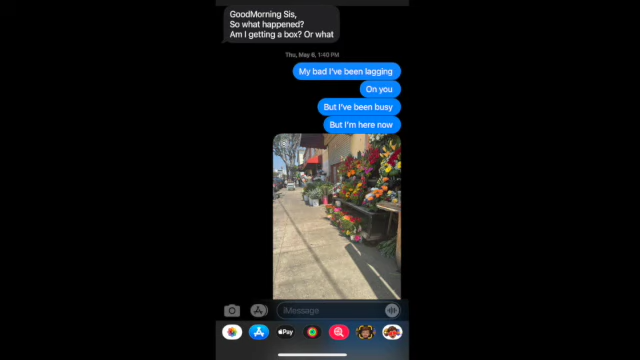 GoodMorning Sis,
So what happened?
Am I getting a box? Or what
Thu, May 6, 1:40 PM
My bad I've been lagging
On you
But I've been busy
But I'm here now
iMessage
Pay